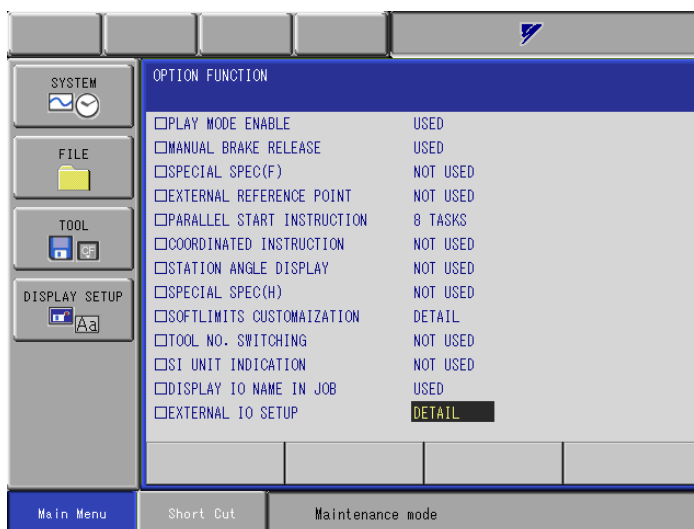 SYSTEM
FILE
TOOL
CF
DISPLAY SETUP
Aa
OPTION FUNCTION
PLAY MODE ENABLE USED
MANUAL BRAKE RELEASE USED
SPECIAL SPEC(F) NOT USED
EXTERNAL REFERENCE POINT NOT USED
PARALLEL START INSTRUCTION 8 TASKS
COORDINATED INSTRUCTION NOT USED
STATION ANGLE DISPLAY NOT USED
SPECIAL SPEC(H) NOT USED
SOFTLIMITS CUSTOMAIZATION DETAIL
TOOL NO. SWITCHING NOT USED
SI UNIT INDICATION NOT USED
DISPLAY IO NAME IN JOB USED
EXTERNAL IO SETUP DETAIL
Main Menu Short Cut Maintenance mode